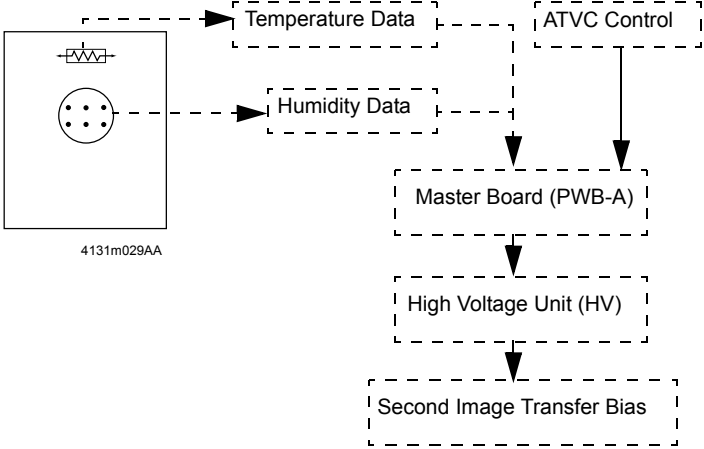 Temperature Data
ATVC Control
Humidity Data
Master Board (PWB-A)
4131m029AA
High Voltage Unit (HV)
Second Image Transfer Bias